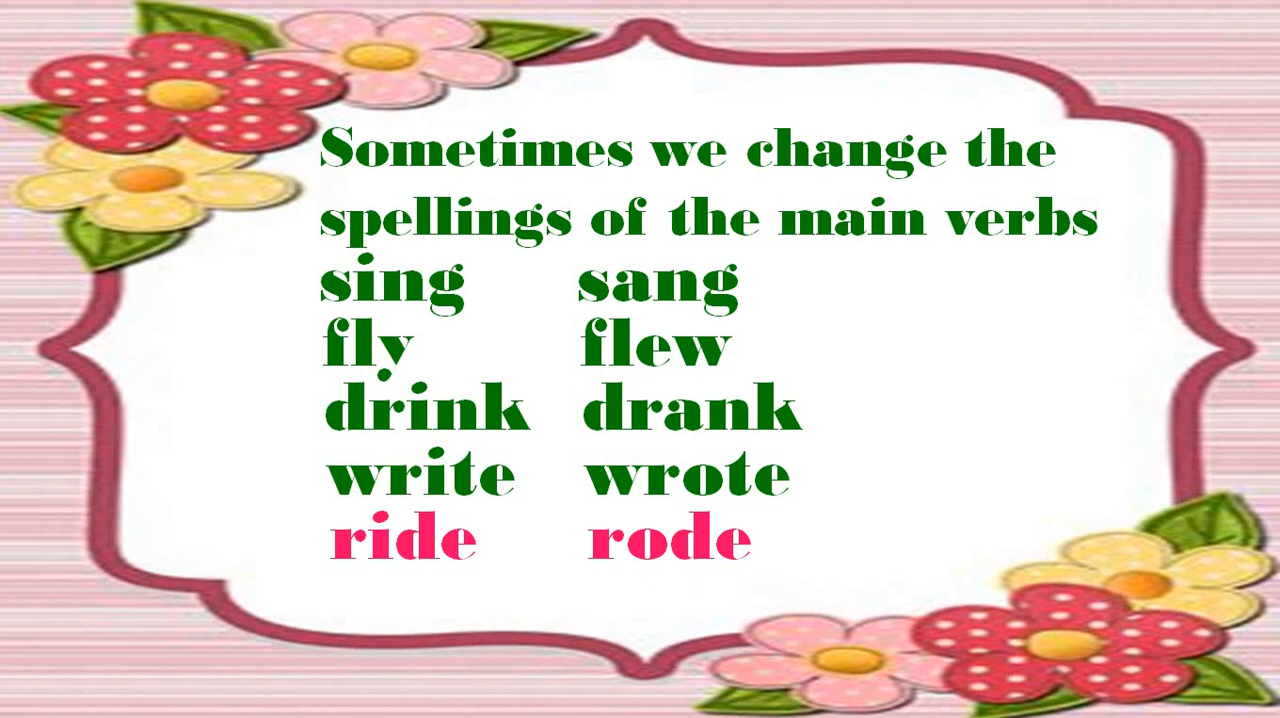 Sometimes we change the
spellings of the main verbs
sing sang
fly flew
drink drank
write wrote
ride rode